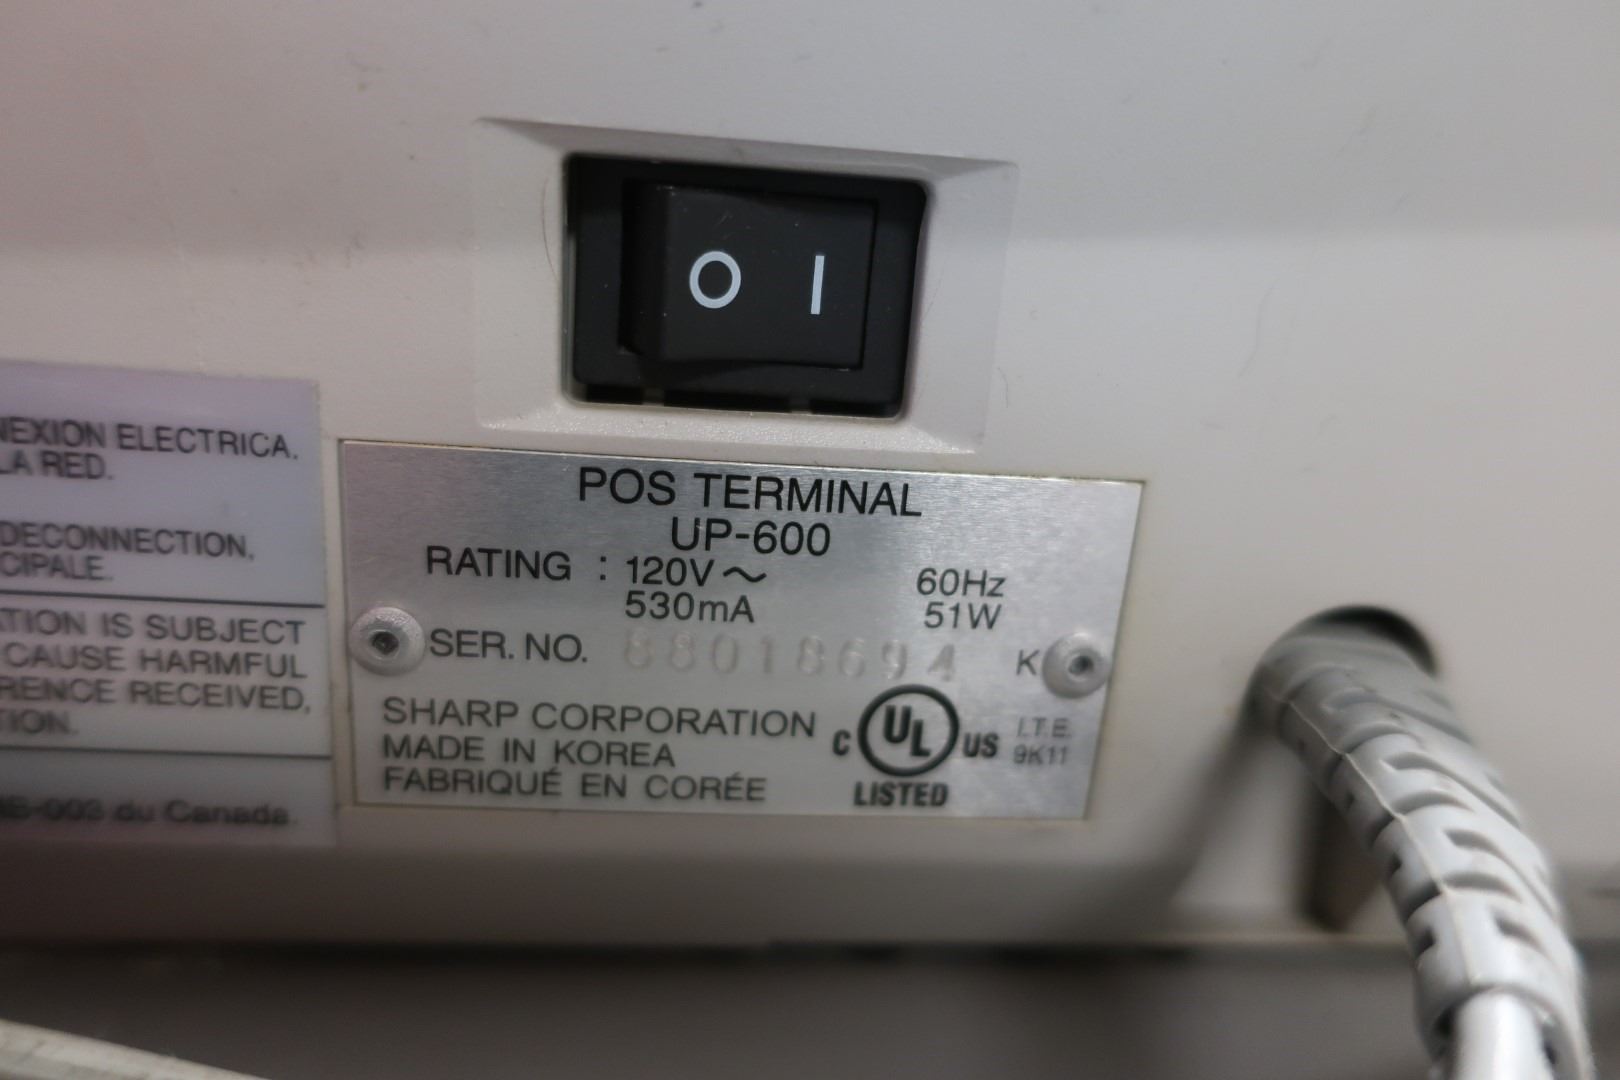 O I
NEXION ELECTRICA.
LA RED.
DECONNECTION,
CIPALE.
ATION IS SUBJECT
CAUSE HARMFUL
RENCE RECEIVED,
TION.
-003 du Canada.
POS TERMINAL
UP-600
RATING : 120V～ 60Hz
530mA 51W
SER. NO. 88018694 K
SHARP CORPORATION
MADE IN KOREA
FABRIQUÉ EN CORÉE
C UL US
LISTED
I.T.E.
9K11